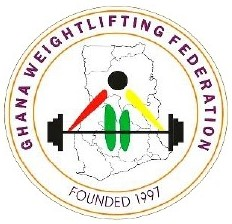 GHANA WEIGHTLIFTING FEDERATION
FOUNDED 1997